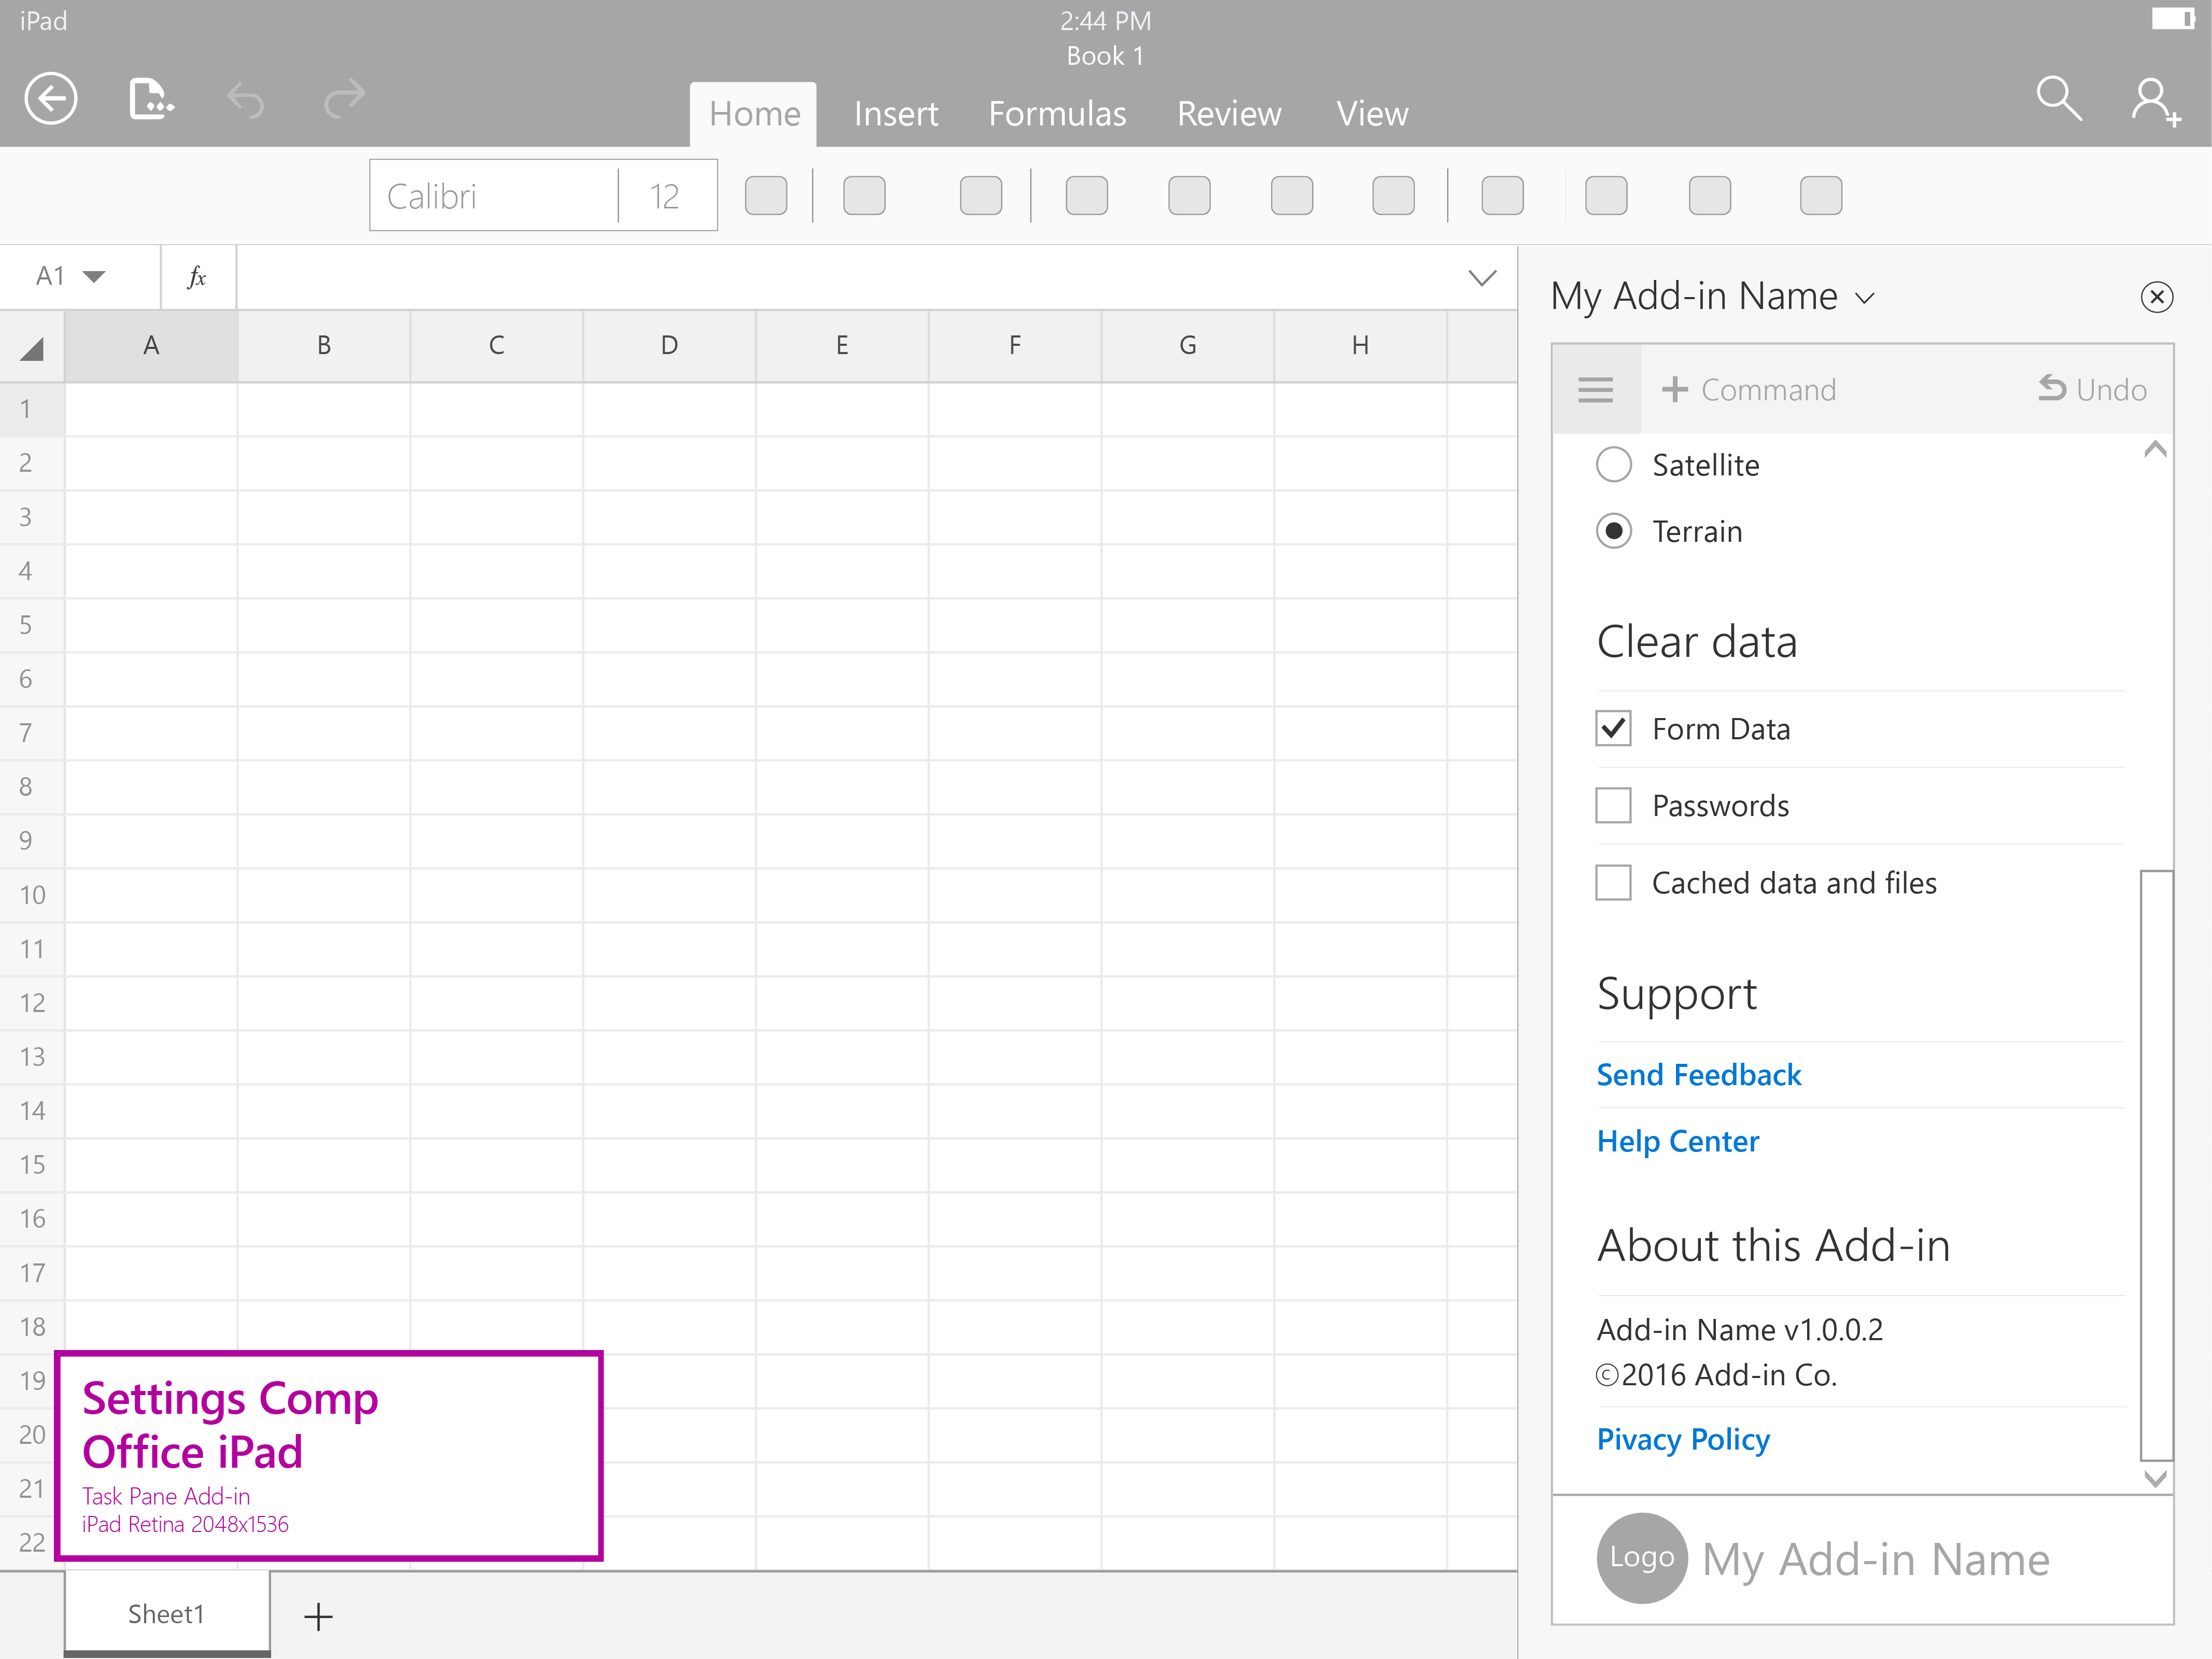 iPad
2:44 PM
Book 1
Home Insert Formulas Review View
Calibri 12
A1 fx
My Add-in Name
A B C D E F G H
Command Undo
1
2
3
4
5
6
7
8
9
10
11
12
13
14
15
16
17
18
19
20
21
22
Satellite
Terrain
Clear data
Form Data
Passwords
Cached data and files
Support
Send Feedback
Help Center
About this Add-in
Add-in Name v1.0.0.2
©2016 Add-in Co.
Pivacy Policy
Logo My Add-in Name
Settings Comp
Office iPad
Task Pane Add-in
iPad Retina 2048x1536
Sheet1